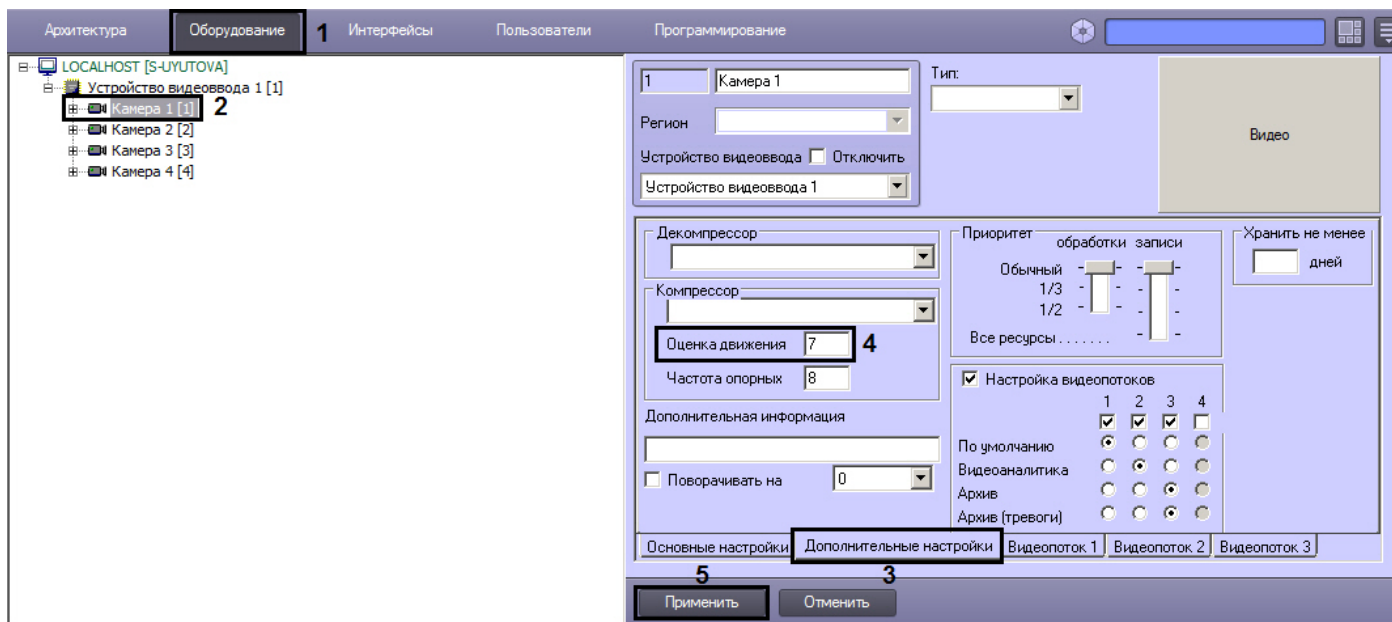 Архитектура Оборудование 1 Интерфейсы Пользователи Программирование
LOCALHOST [S-UYUTOVA]
Устройство видеоввода 1 [1]
Камера 1 [1] 2
Камера 2 [2]
Камера 3 [3]
Камера 4 [4]
1 Камера 1
Тип:
Регион
Устройство видеоввода Отключить
Устройство видеоввода 1
Видео
Декомпрессор
Компрессор
Оценка движения 7 4
Частота опорных 8
Дополнительная информация
Поворачивать на 0
Приоритет
обработки записи
Обычный
1/3
1/2
Все ресурсы . . . . . . .
Хранить не менее
дней
Настройка видеопотоков
1 2 3 4
По умолчанию
Видеоаналитика
Архив
Архив (тревоги)
Основные настройки Дополнительные настройки Видеопоток 1 Видеопоток 2 Видеопоток 3
5 3
Применить Отменить